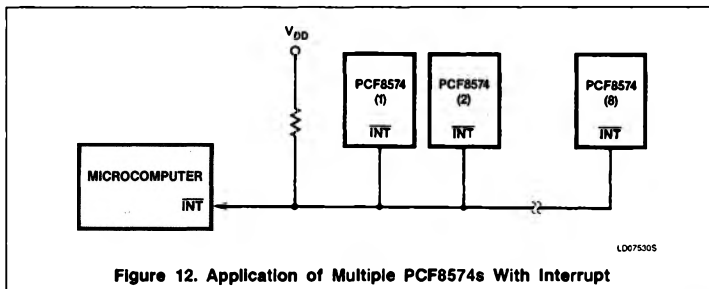 V_DD
PCF8574
(1)
INT
PCF8574
(2)
INT
PCF8574
(8)
INT
MICROCOMPUTER
INT
LD07530S
Figure 12. Application of Multiple PCF8574s With Interrupt